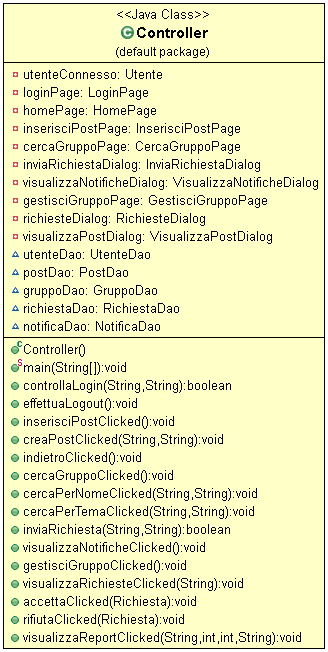 <<Java Class>>
Controller
(default package)
utenteConnesso: Utente
loginPage: LoginPage
homePage: HomePage
inserisciPostPage: InserisciPostPage
cercaGruppoPage: CercaGruppoPage
inviaRichiestaDialog: InviaRichiestaDialog
visualizzaNotificheDialog: VisualizzaNotificheDialog
gestisciGruppoPage: GestisciGruppoPage
richiesteDialog: RichiesteDialog
visualizzaPostDialog: VisualizzaPostDialog
utenteDao: UtenteDao
postDao: PostDao
gruppoDao: GruppoDao
richiestaDao: RichiestaDao
notificaDao: NotificaDao
Controller()
main(String[]):void
controllaLogin(String,String):boolean
effettuaLogout():void
inserisciPostClicked():void
creaPostClicked(String,String):void
indietroClicked():void
cercaGruppoClicked():void
cercaPerNomeClicked(String,String):void
cercaPerTemaClicked(String,String):void
inviaRichiesta(String,String):boolean
visualizzaNotificheClicked():void
gestisciGruppoClicked():void
visualizzaRichiesteClicked(String):void
accettaClicked(Richiesta):void
rifiutaClicked(Richiesta):void
visualizzaReportClicked(String,int,int,String):void